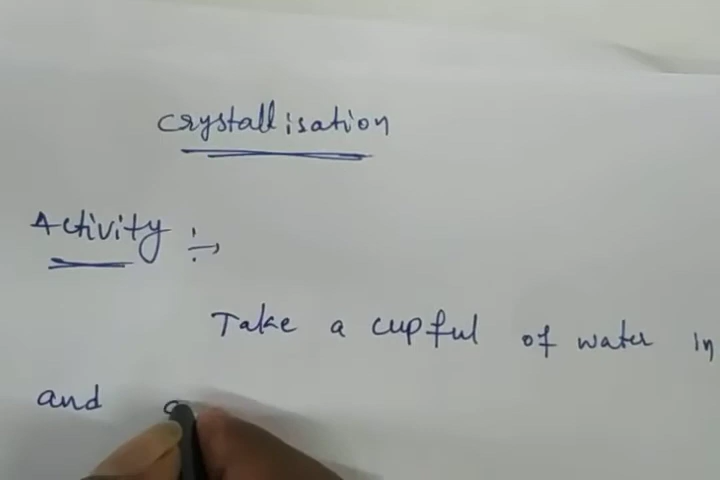 Crystallisation
Activity :→
Take a cupful of water in
and